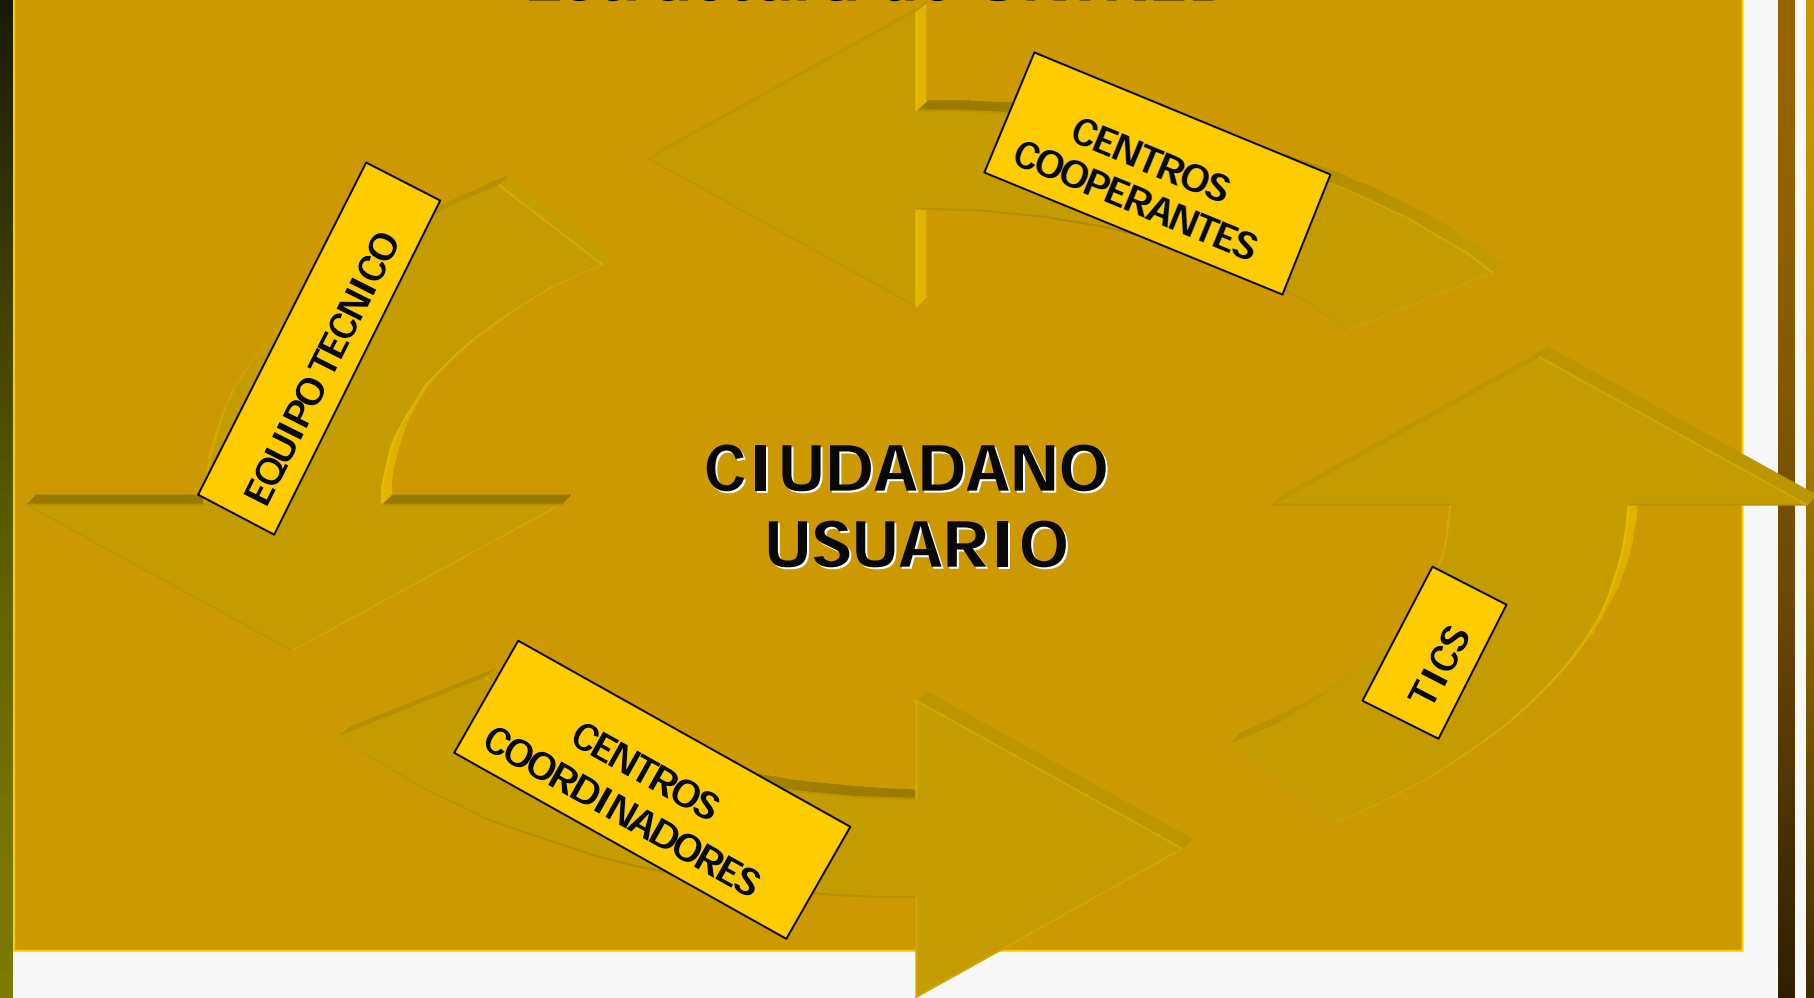 CENTROS
COOPERANTES
EQUIPO TECNICO
CIUDADANO
USUARIO
TICS
CENTROS
COORDINADORES